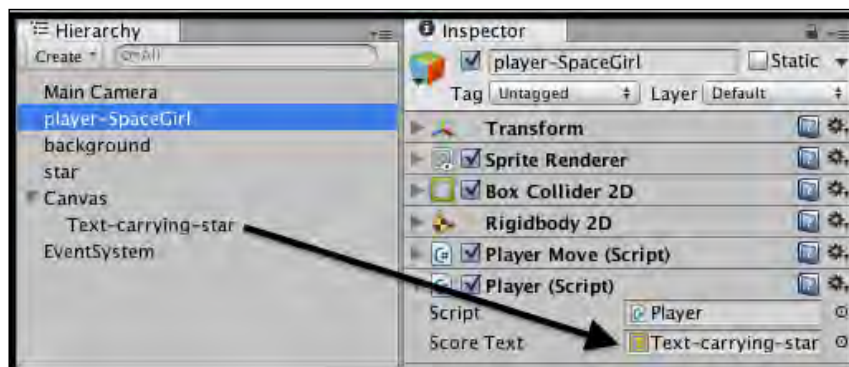 Hierarchy
Create
All
Main Camera
player-SpaceGirl
background
star
Canvas
Text-carrying-star
EventSystem
Inspector
player-SpaceGirl
Static
Tag Untagged Layer Default
Transform
Sprite Renderer
Box Collider 2D
Rigidbody 2D
Player Move (Script)
Player (Script)
Script Player
Score Text Text-carrying-star